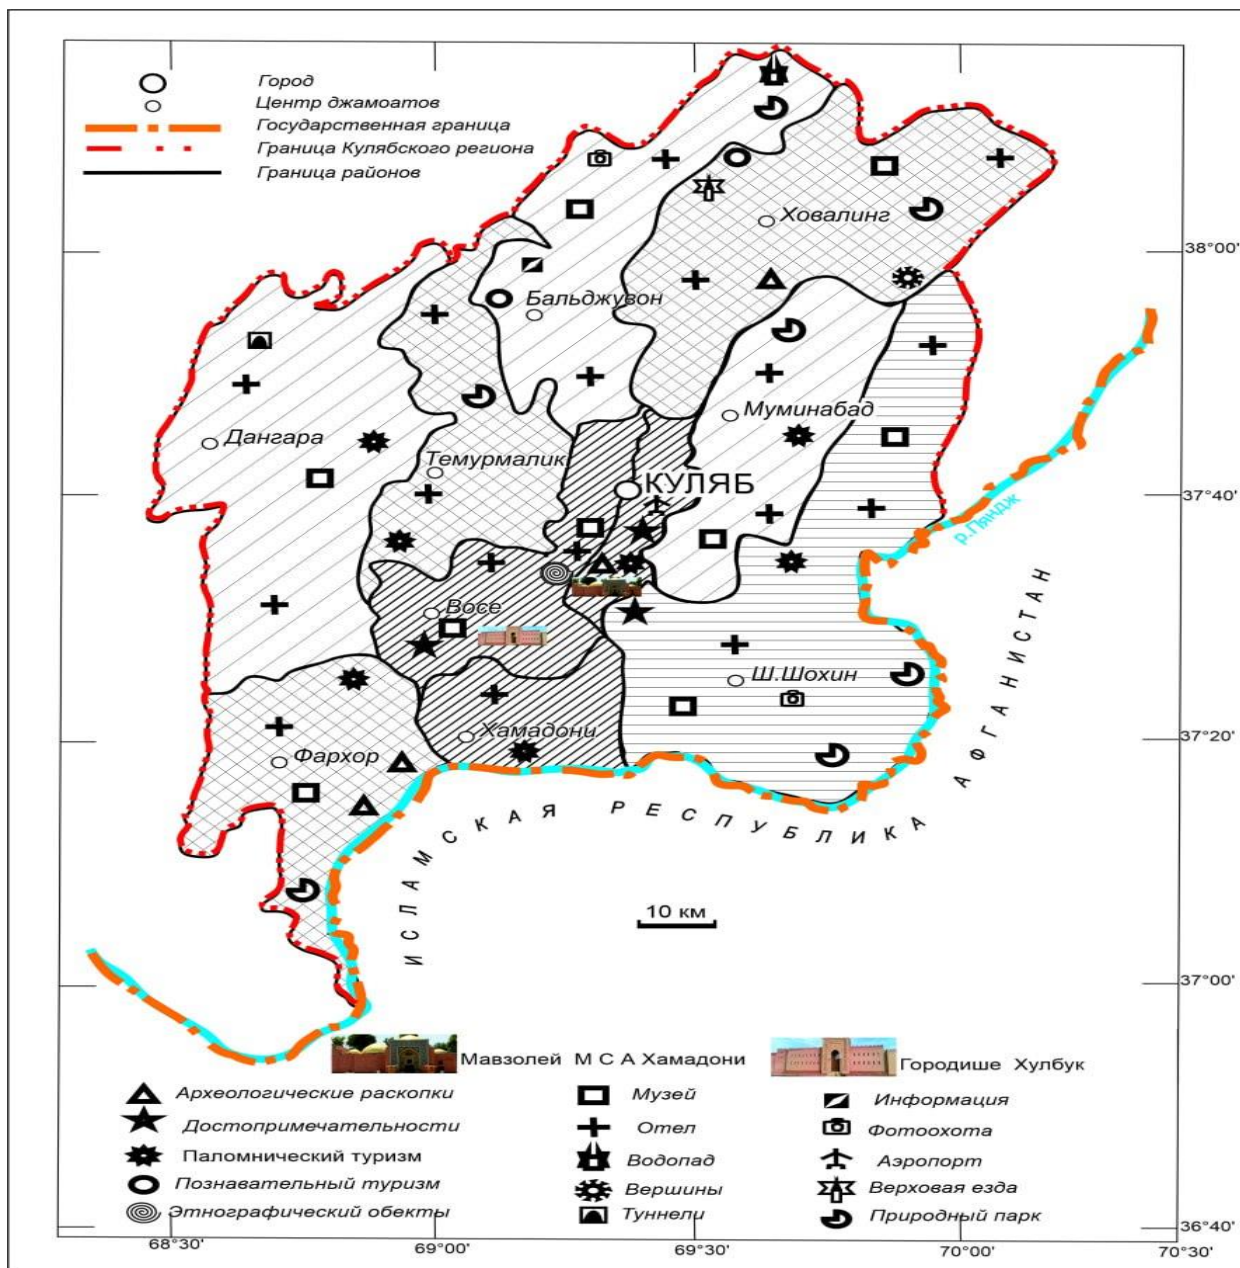 Город
Центр джамоатов
Государственная граница
Граница Кулябского региона
Граница районов
Ховалинг
38°00'
Бальджувон
Муминабад
Дангара
Темурмалик
КУЛЯБ
37°40'
р.Пяндж
Восе
Ш.Шохин
Хамадони
37°20'
Фархор
ИСЛАМСКАЯ РЕСПУБЛИКА АФГАНИСТАН
10 км
37°00'
Мавзолей М С А Хамадони
Городише Хулбук
Археологические раскопки
Музей
Информация
Достопримечательности
Отел
Фотоохота
Паломнический туризм
Водопад
Аэропорт
Познавательный туризм
Вершины
Верховая езда
Этнографический обекты
Туннели
Природный парк
36°40'
68°30' 69°00' 69°30' 70°00' 70°30'